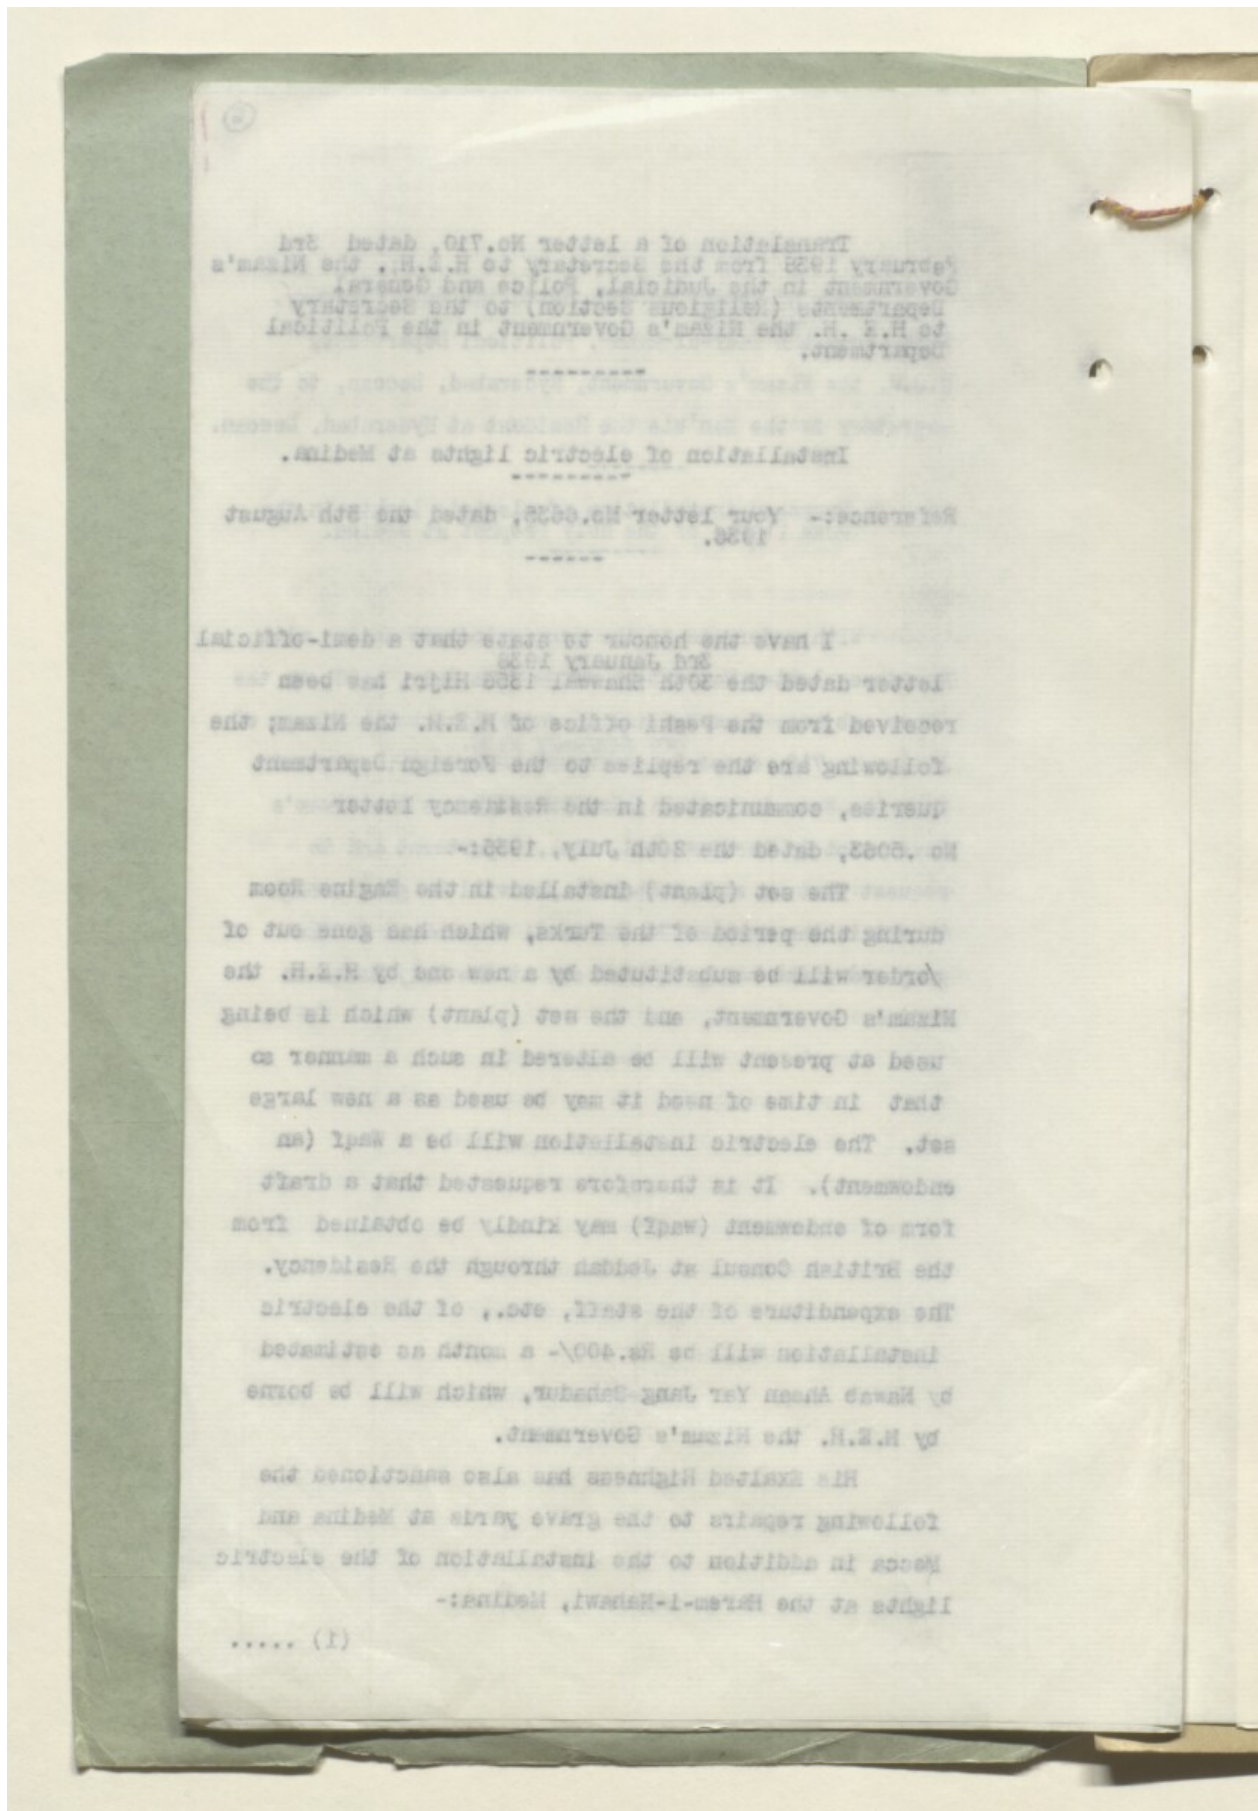 Translation of a letter No.710, dated 3rd
February 1938 from the Secretary to H.E.H., the Nizam's
Government in the Judicial, Police and General
Departments (Religious Section) to the Secretary
to H.E .H. the Nizam's Government in the Political
Department.
----------
Installation of electric lights at Medina.
---------
Reference:- Your letter No.6635, dated the 5th August
1936.
------
I have the honour to state that a demi-official
3rd January 1938
letter dated the 30th Shawwal 1356 Hijri has been
received from the Peshi office of H.E.H. the Nizam; the
following are the replies to the Foreign Department
queries, communicated in the Residency letter
No .5063, dated the 20th July, 1936:-
The set (plant) installed in the Engine Room
during the period of the Turks, which has gone out of
/order will be substituted by a new one by H.E.H. the
Nizam's Government, and the set (plant) which is being
used at present will be altered in such a manner so
that in time of need it may be used as a new large
set. The electric installation will be a Waqf (an
endowment). It is therefore requested that a draft
form of endowment (waqf) may kindly be obtained from
the British Consul at Jeddah through the Residency.
The expenditure of the staff, etc., of the electric
installation will be Rs.400/- a month as estimated
by Nawab Ahsan Yar Jang Bahadur, which will be borne
by H.E.H. the Nizam's Government.
His Exalted Highness has also sanctioned the
following repairs to the grave yards at Medina and
Mecca in addition to the installation of the electric
lights at the Harem-i-Nabawi, Medina:-
(1) .....